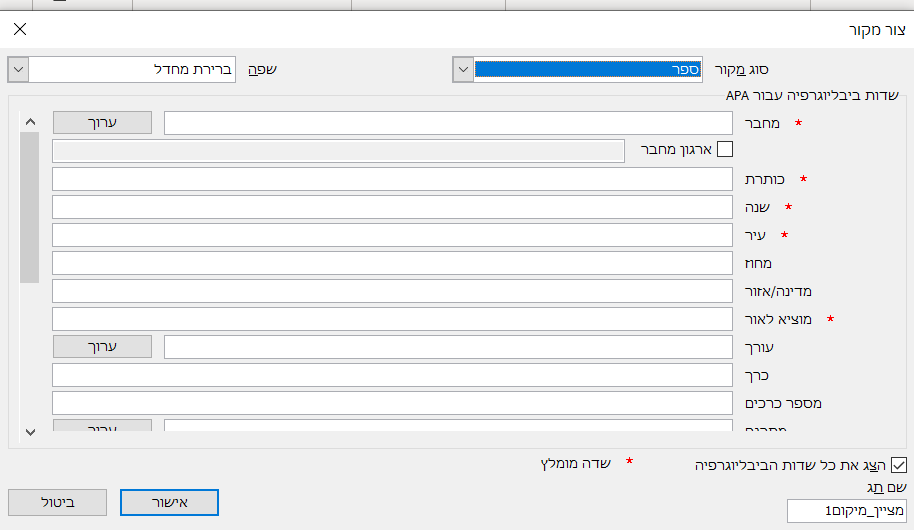 צור מקור
סוג מקור ספר שפה ברירת מחדל
שדות ביבליוגרפיה עבור APA
* מחבר ערוך
ארגון מחבר
* כותרת
* שנה
* עיר
מחוז
מדינה/אזור
* מוציא לאור
עורך ערוך
כרך
מספר כרכים
מתרגם ערוך
הצג את כל שדות הביבליוגרפיה * שדה מומלץ
שם תג
מציין_מיקום1
אישור ביטול